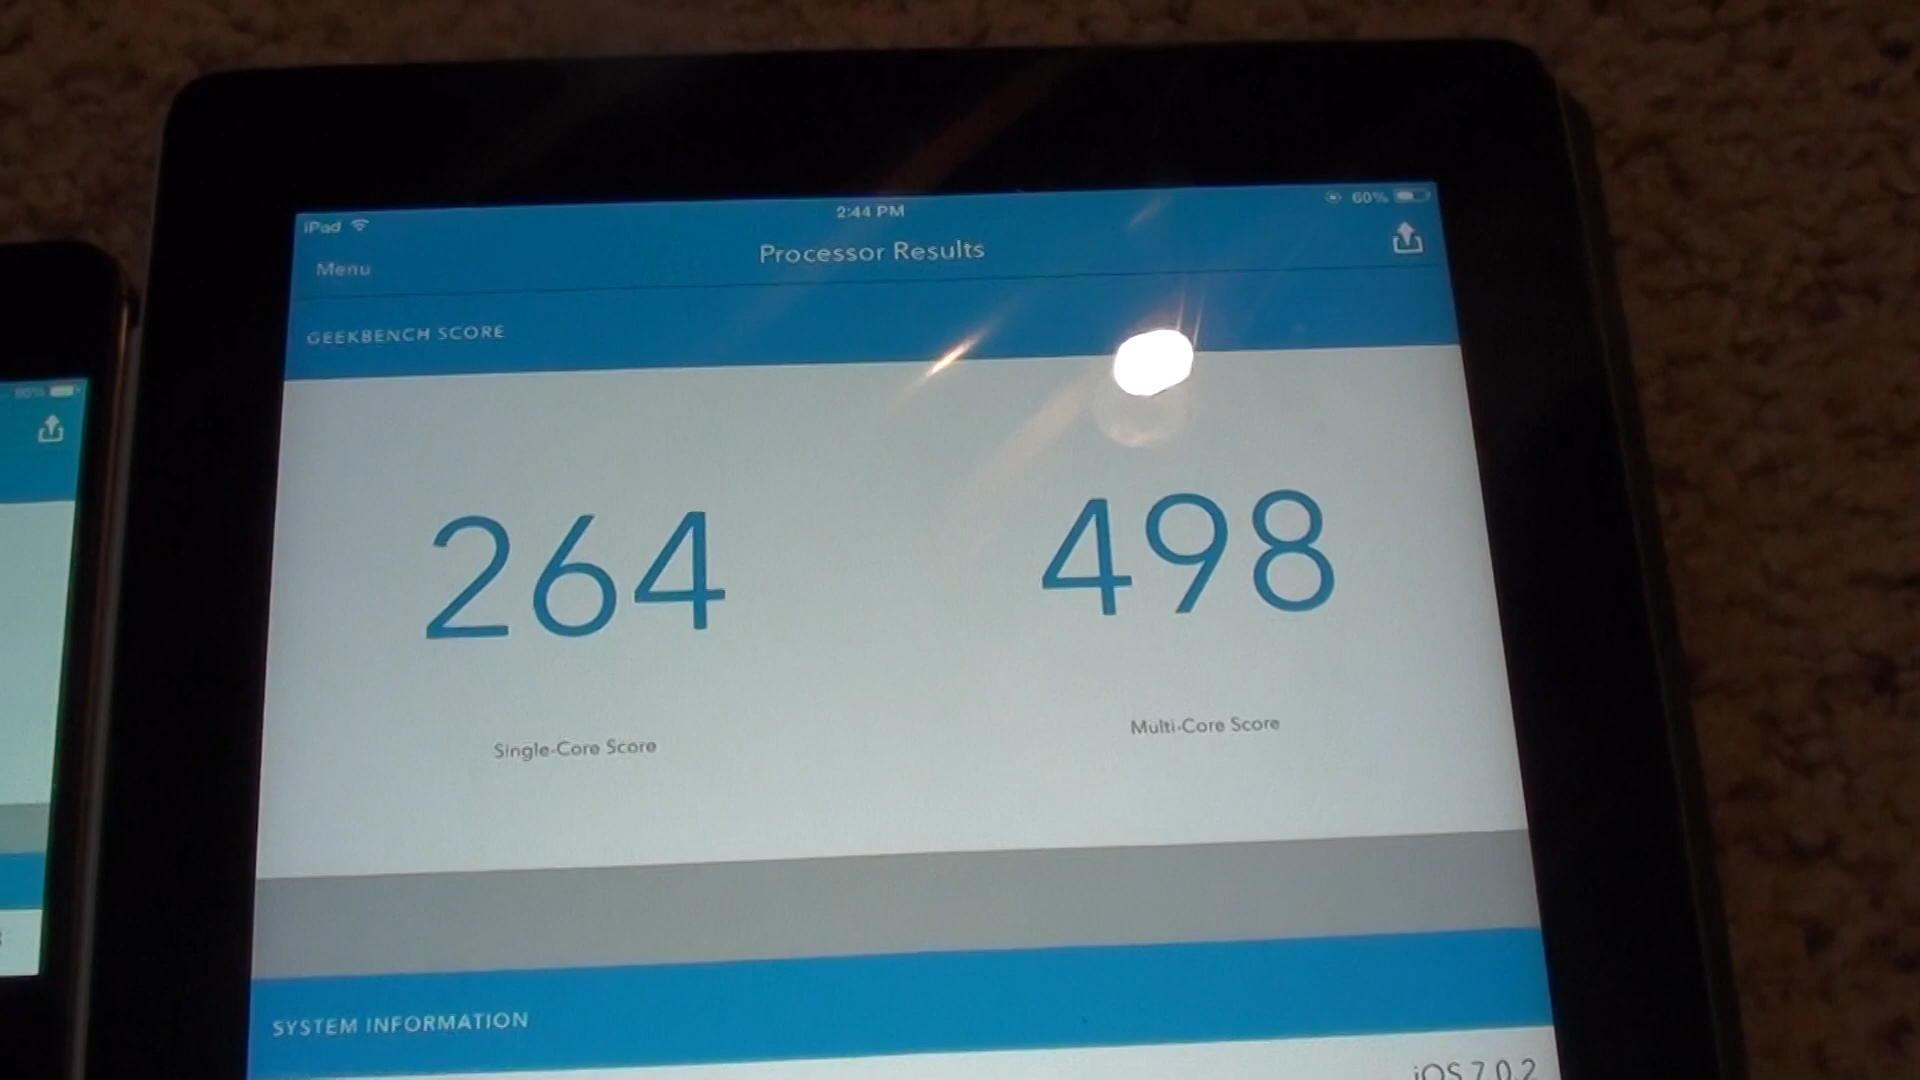 iPad
2:44 PM
60%
Menu
Processor Results
GEEKBENCH SCORE
264
498
Single-Core Score
Multi-Core Score
SYSTEM INFORMATION
iOS 7.0.2